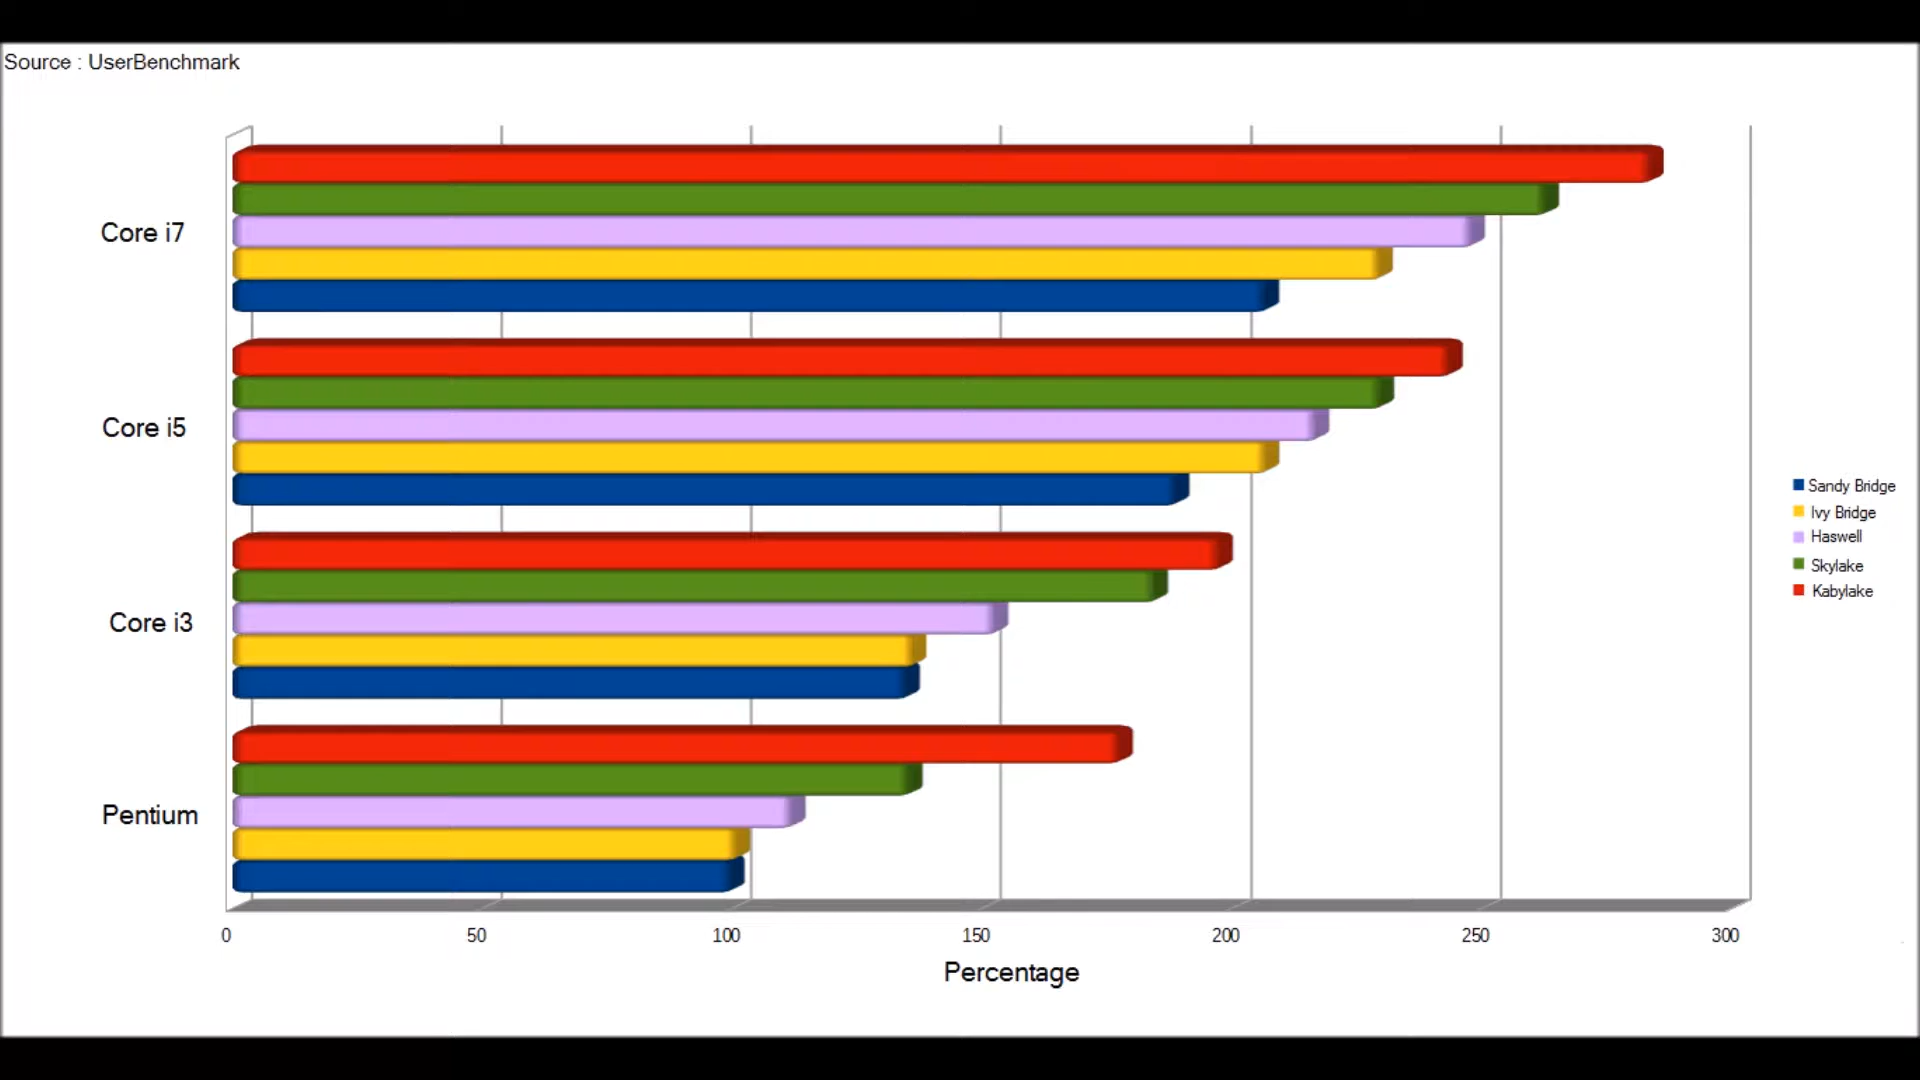 Source : UserBenchmark
Core i7
Core i5
Core i3
Pentium
Sandy Bridge
Ivy Bridge
Haswell
Skylake
Kabylake
0 50 100 150 200 250 300
Percentage